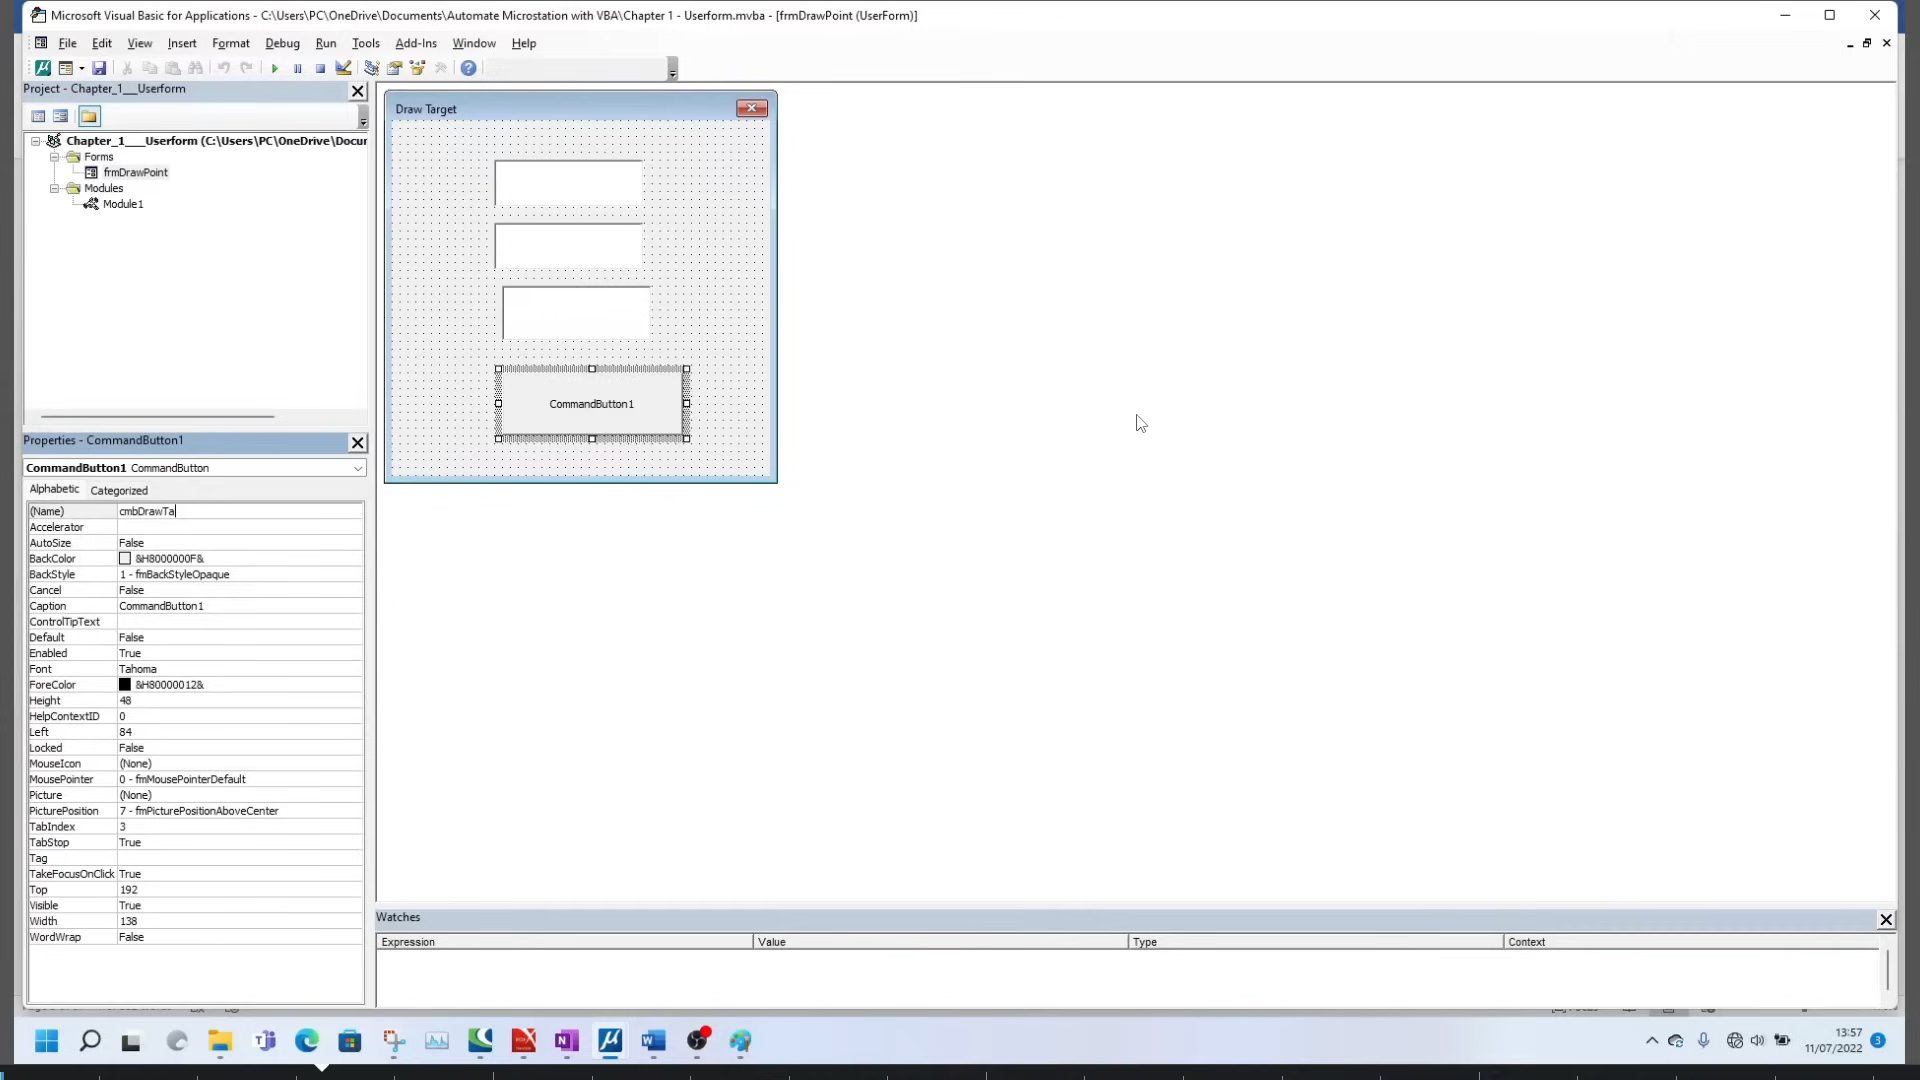 Microsoft Visual Basic for Applications - C:\Users\PC\OneDrive\Documents\Automate Microstation with VBA\Chapter 1 - Userform.mvba - [frmDrawPoint (UserForm)]
File Edit View Insert Format Debug Run Tools Add-Ins Window Help
Project - Chapter_1___Userform
Chapter_1___Userform (C:\Users\PC\OneDrive\Docur
Forms
frmDrawPoint
Modules
Module1
Draw Target
CommandButton1
Properties - CommandButton1
CommandButton1 CommandButton
Alphabetic Categorized
(Name) cmbDrawTa
Accelerator
AutoSize False
BackColor &H8000000F&
BackStyle 1 - fmBackStyleOpaque
Cancel False
Caption CommandButton1
ControlTipText
Default False
Enabled True
Font Tahoma
ForeColor &H80000012&
Height 48
HelpContextID 0
Left 84
Locked False
MouseIcon (None)
MousePointer 0 - fmMousePointerDefault
Picture (None)
PicturePosition 7 - fmPicturePositionAboveCenter
TabIndex 3
TabStop True
Tag
TakeFocusOnClick True
Top 192
Visible True
Width 138
WordWrap False
Watches
Expression Value Type Context
13:57
11/07/2022
3